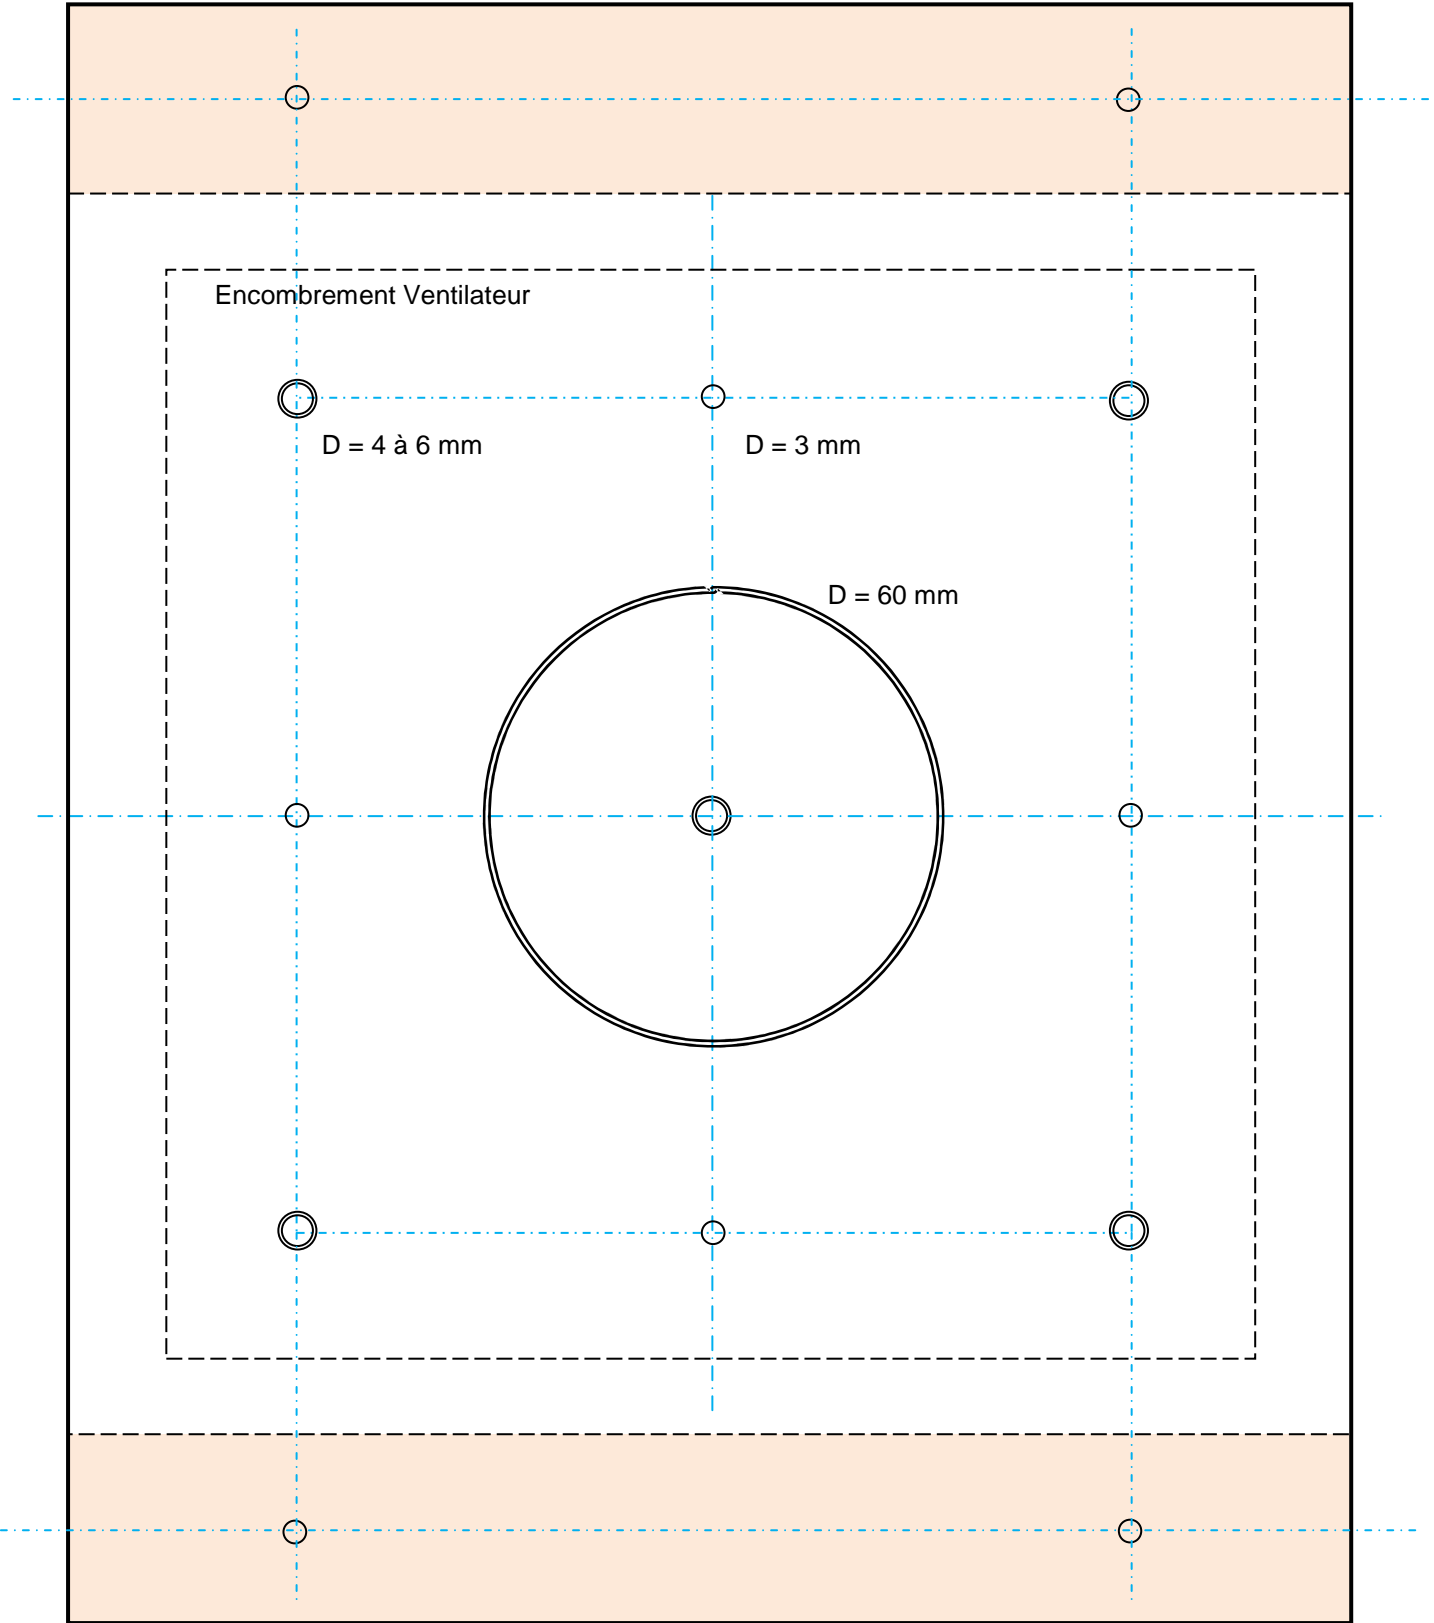 Encombrement Ventilateur
D = 4 à 6 mm
D = 3 mm
D = 60 mm